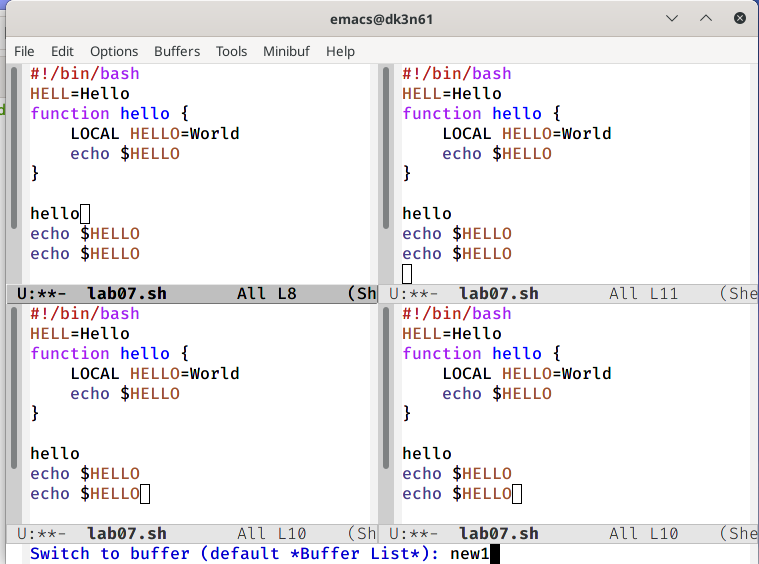 emacs@dk3n61
File Edit Options Buffers Tools Minibuf Help
#!/bin/bash
HELL=Hello
function hello {
    LOCAL HELLO=World
    echo $HELLO
}
hello
echo $HELLO
echo $HELLO
U:**-  lab07.sh       All L8     (Sh
#!/bin/bash
HELL=Hello
function hello {
    LOCAL HELLO=World
    echo $HELLO
}
hello
echo $HELLO
echo $HELLO
U:**-  lab07.sh       All L11    (She
#!/bin/bash
HELL=Hello
function hello {
    LOCAL HELLO=World
    echo $HELLO
}
hello
echo $HELLO
echo $HELLO
U:**-  lab07.sh       All L10    (Sh
#!/bin/bash
HELL=Hello
function hello {
    LOCAL HELLO=World
    echo $HELLO
}
hello
echo $HELLO
echo $HELLO
U:**-  lab07.sh       All L10    (She
Switch to buffer (default *Buffer List*): new1